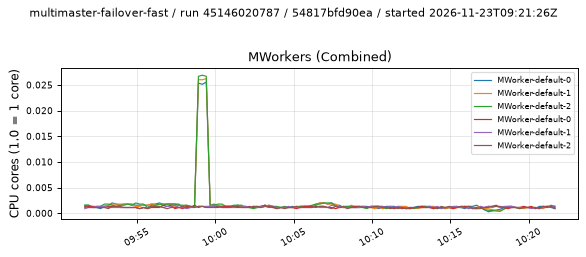 multimaster-failover-fast / run 45146020787 / 54817bfd90ea / started 2026-11-23T09:21:26Z
MWorkers (Combined)
CPU cores (1.0 = 1 core)
0.025
0.020
0.015
0.010
0.005
0.000
09:55
10:00
10:05
10:10
10:15
10:20
MWorker-default-0
MWorker-default-1
MWorker-default-2
MWorker-default-0
MWorker-default-1
MWorker-default-2